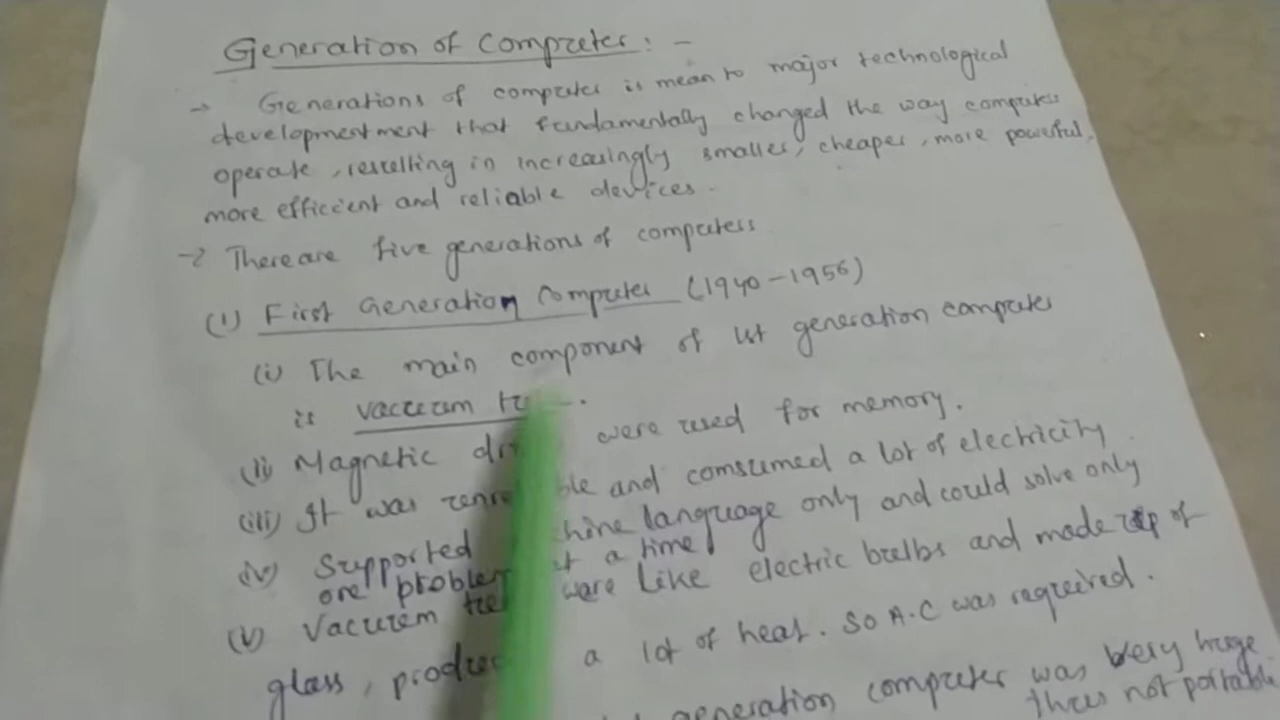 Generation of Computer: -
→ Generations of computer is mean to major technological
developmentment that fundamentally changed the way computer
operate, resulting in increasingly smaller, cheaper, more powerful,
more efficient and reliable devices.
→ There are five generations of computers
(1) First Generation Computer (1940-1956)
(i) The main component of 1st generation computer
is vacuum
(ii) Magnetic were used for memory.
(iii) It was and comsumed a lot of electricity
(iv) Supported language only and could solve only
one at a time
(v) Vacuum were like electric bulbs and made up of
glass, a lot of heat. So A.C was required.
generation computer was very huge
thus not portable